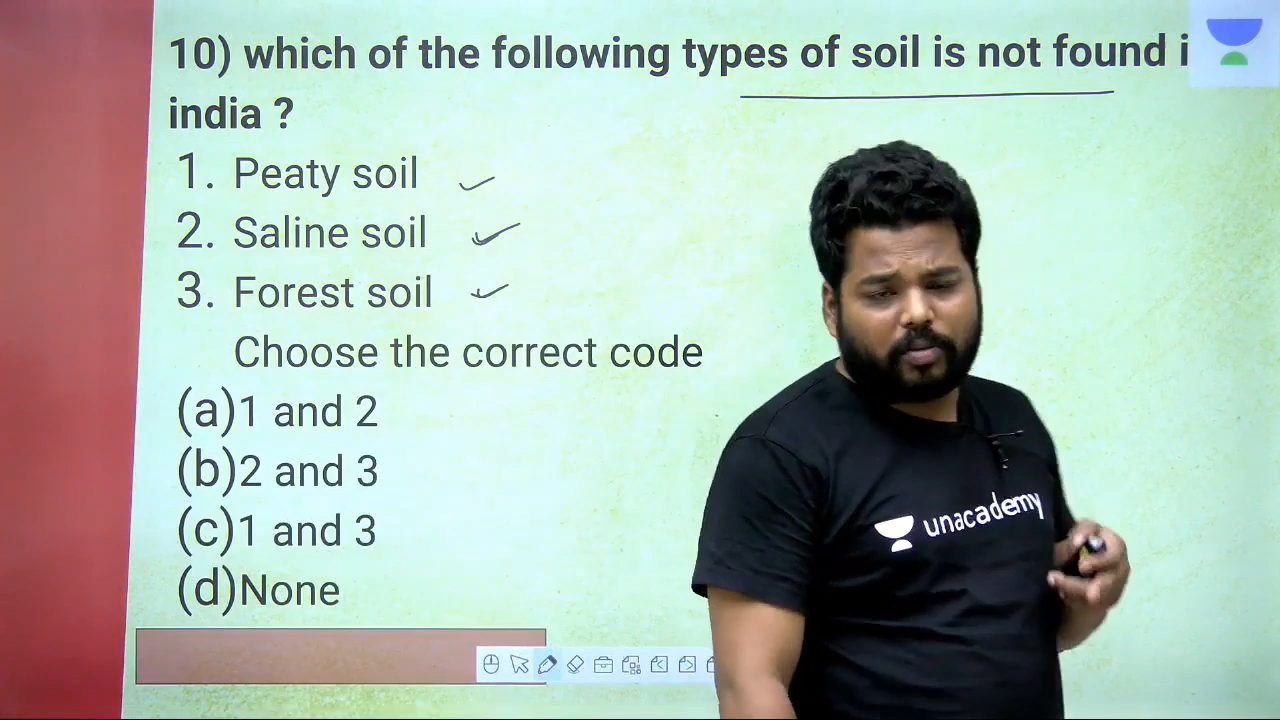 10) which of the following types of soil is not found i
india ?
1. Peaty soil
2. Saline soil
3. Forest soil
Choose the correct code
(a)1 and 2
(b)2 and 3
(c)1 and 3
(d)None
unacademy